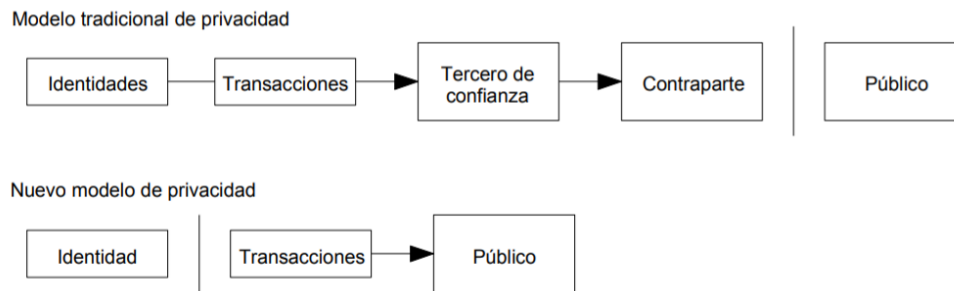 Modelo tradicional de privacidad
Identidades
Transacciones
Tercero de
confianza
Contraparte
Público
Nuevo modelo de privacidad
Identidad
Transacciones
Público